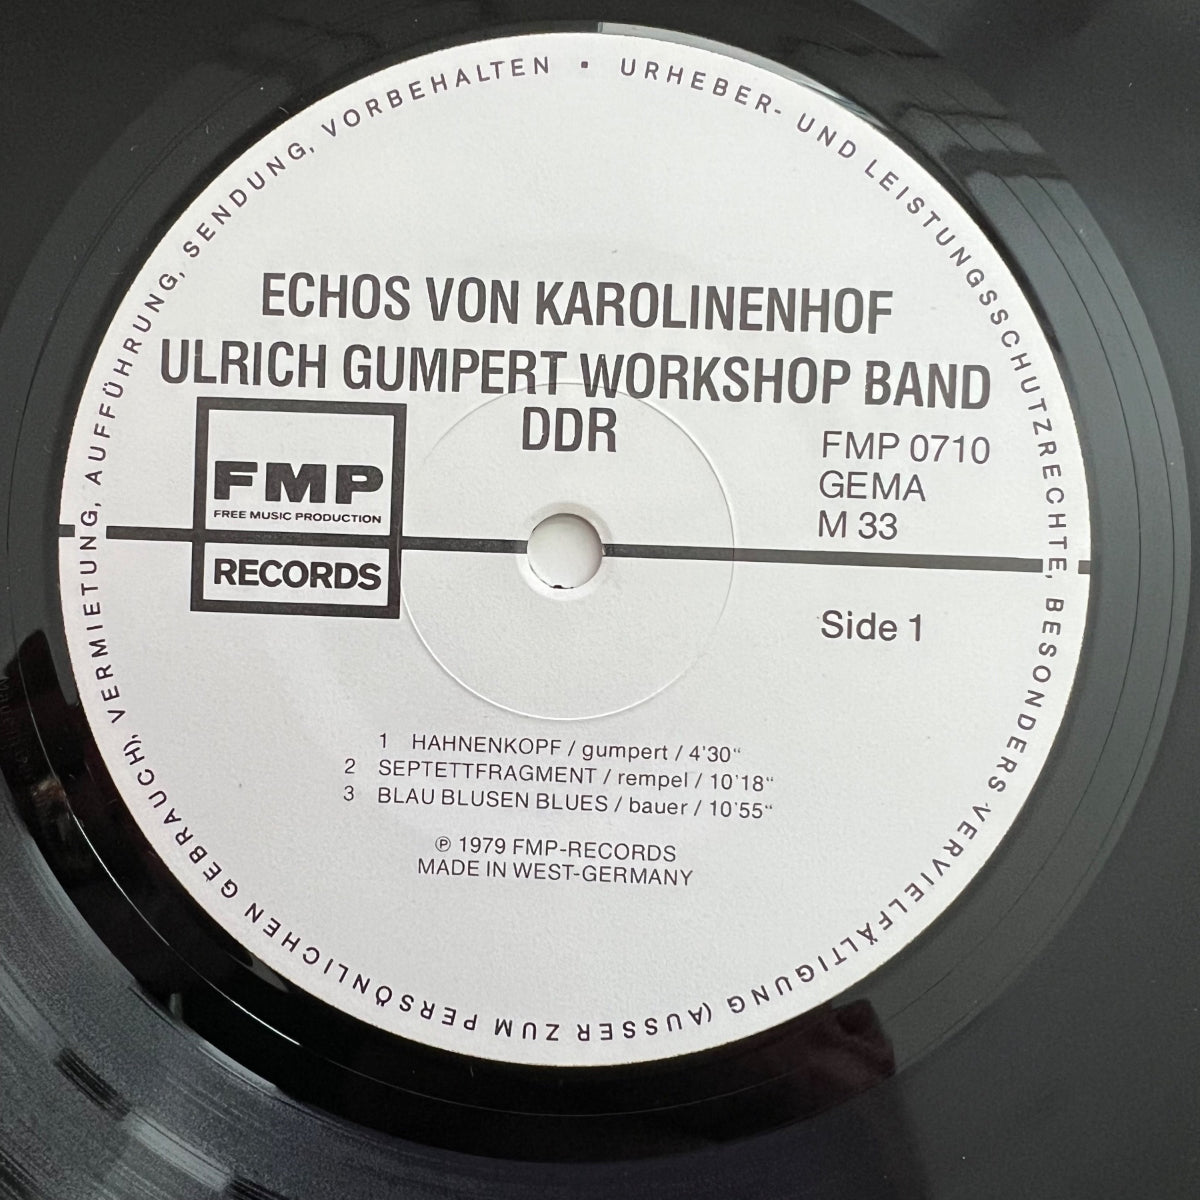 URHEBER- UND LEISTUNGSSCHUTZRECHTE, BESONDERS VERVIELFÄLTIGUNG (AUSSER ZUM PERSÖNLICHEN GEBRAUCH), VERMIETUNG, AUFFÜHRUNG, SENDUNG, VORBEHALTEN •
ECHOS VON KAROLINENHOF
ULRICH GUMPERT WORKSHOP BAND
DDR
FMP
FREE MUSIC PRODUCTION
RECORDS
FMP 0710
GEMA
M 33
Side 1
1 HAHNENKOPF / gumpert / 4'30“
2 SEPTETTFRAGMENT / rempel / 10'18“
3 BLAU BLUSEN BLUES / bauer / 10'55“
℗ 1979 FMP-RECORDS
MADE IN WEST-GERMANY